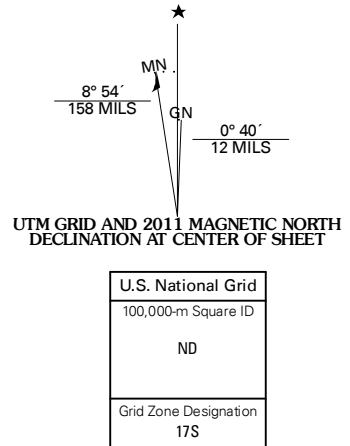 ★
MN
8° 54´
158 MILS
GN
0° 40´
12 MILS
UTM GRID AND 2011 MAGNETIC NORTH
DECLINATION AT CENTER OF SHEET
U.S. National Grid
100,000-m Square ID
ND
Grid Zone Designation
17S